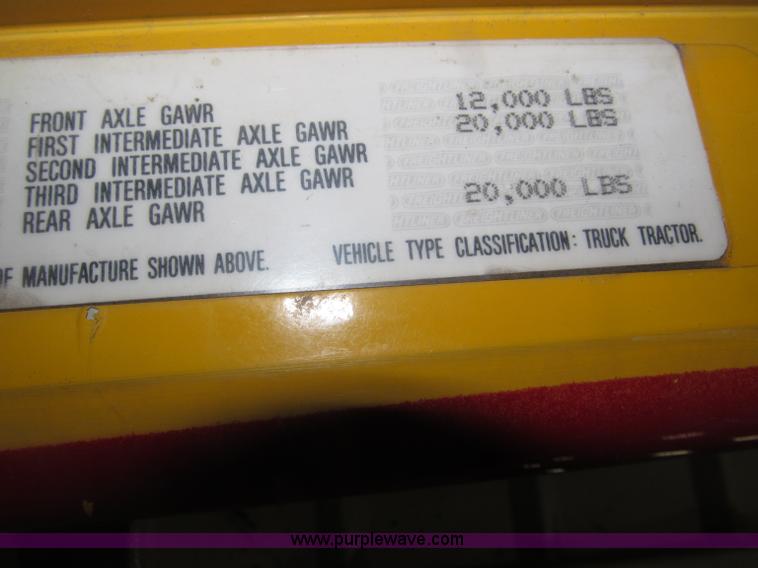 FRONT AXLE GAWR 12,000 LBS
FIRST INTERMEDIATE AXLE GAWR 20,000 LBS
SECOND INTERMEDIATE AXLE GAWR
THIRD INTERMEDIATE AXLE GAWR
REAR AXLE GAWR 20,000 LBS
OF MANUFACTURE SHOWN ABOVE. VEHICLE TYPE CLASSIFICATION: TRUCK TRACTOR.
www.purplewave.com